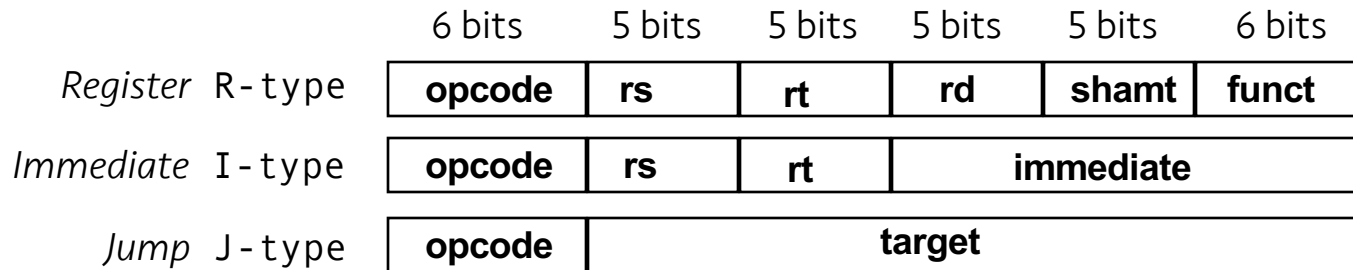 6 bits 5 bits 5 bits 5 bits 5 bits 6 bits
Register R-type opcode rs rt rd shamt funct
Immediate I-type opcode rs rt immediate
Jump J-type opcode target